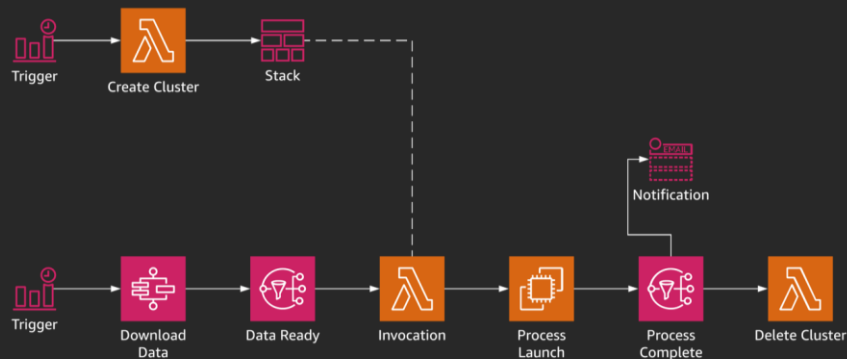 Trigger
Create Cluster
Stack
EMAIL
Notification
Trigger
Download
Data
Data Ready
Invocation
Process
Launch
Process
Complete
Delete Cluster